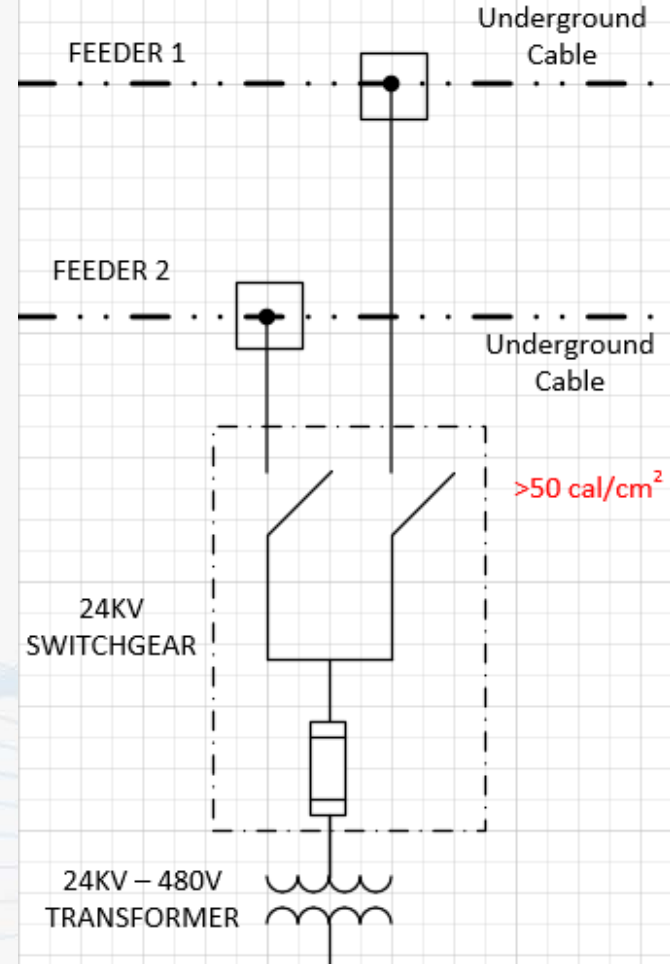 Underground
Cable
FEEDER 1
FEEDER 2
Underground
Cable
>50 cal/cm²
24KV
SWITCHGEAR
24KV – 480V
TRANSFORMER